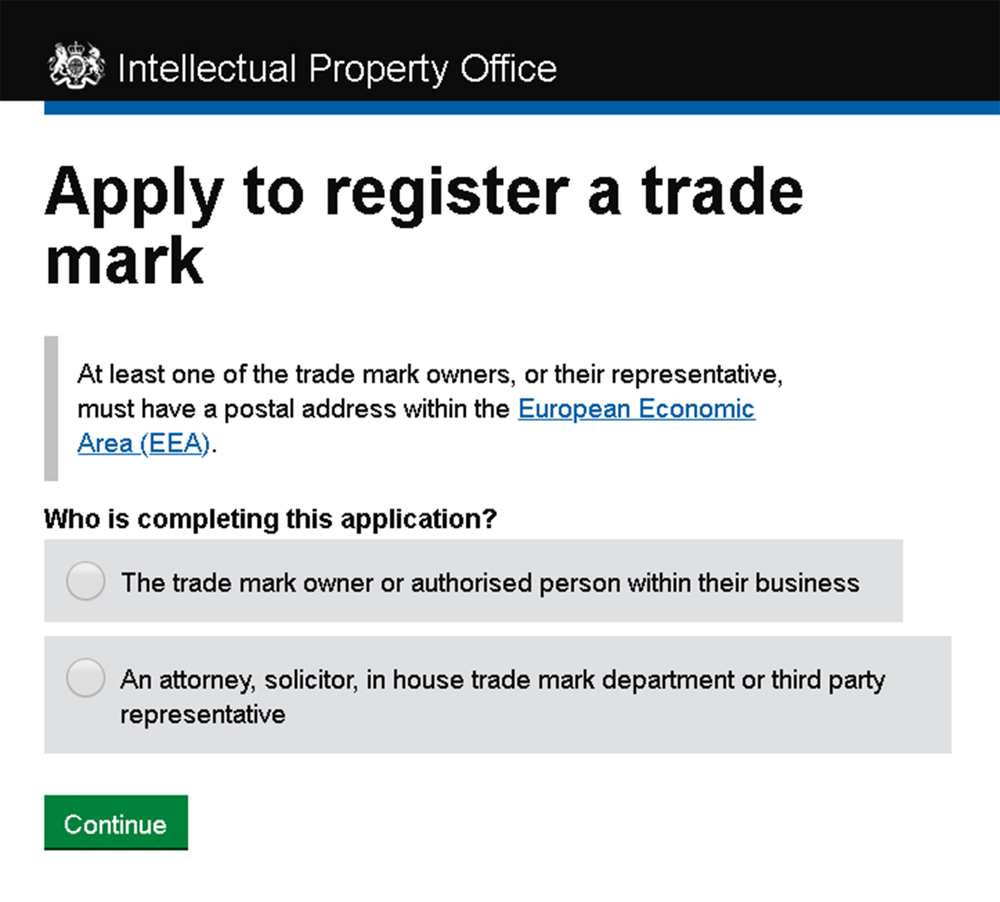 Intellectual Property Office
Apply to register a trade
mark
At least one of the trade mark owners, or their representative,
must have a postal address within the European Economic
Area (EEA).
Who is completing this application?
The trade mark owner or authorised person within their business
An attorney, solicitor, in house trade mark department or third party
representative
Continue